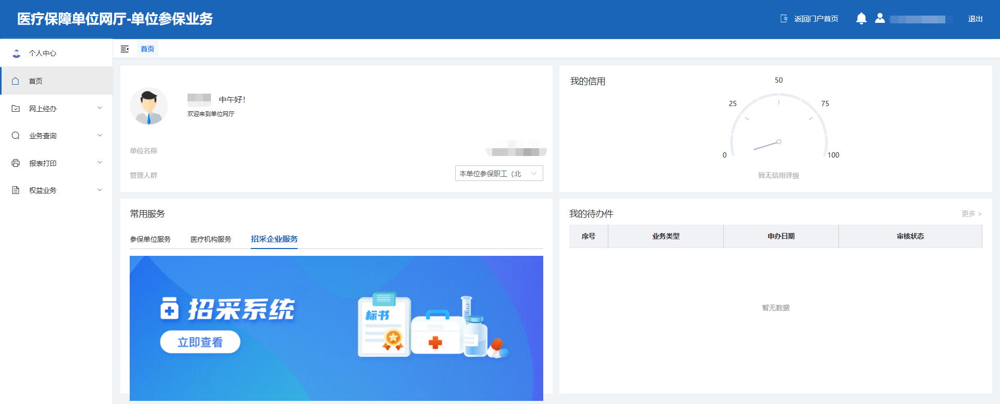 医疗保障单位网厅-单位参保业务
返回门户首页
退出
个人中心
首页
网上经办
业务查询
报表打印
权益业务
首页
中午好！
欢迎来到单位网厅
单位名称
管理人群
本单位参保职工（北
我的信用
0
25
50
75
100
暂无信用评级
常用服务
参保单位服务 医疗机构服务 招采企业服务
招采系统
立即查看
标书
我的待办件
更多 >
序号 业务类型 申办日期 审核状态
暂无数据